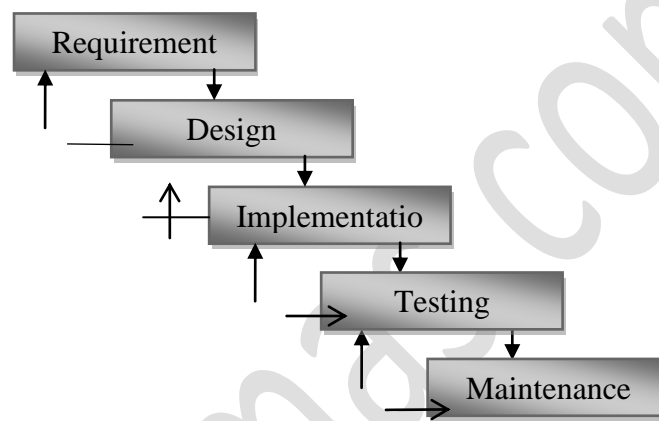 Requirement
Design
Implementatio
Testing
Maintenance